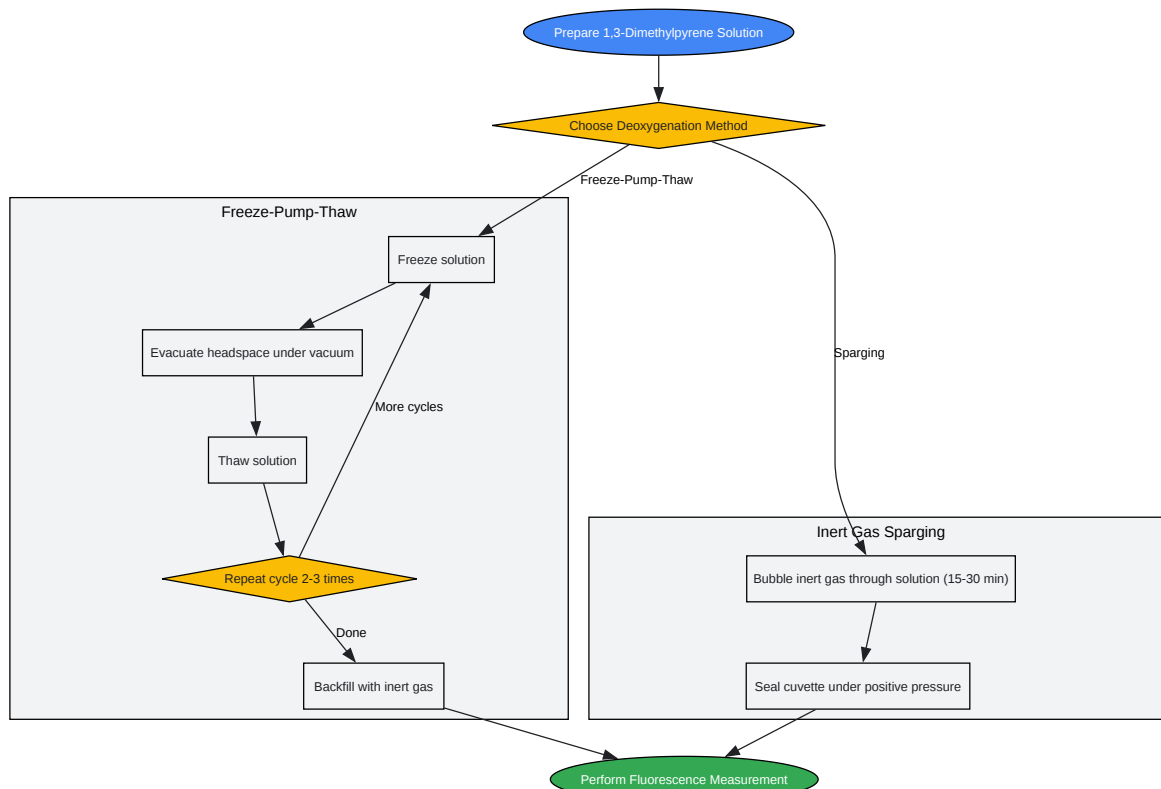 Prepare 1,3-Dimethylpyrene Solution
Choose Deoxygenation Method
Freeze-Pump-Thaw
Freeze-Pump-Thaw
Freeze solution
Evacuate headspace under vacuum
Sparging
More cycles
Thaw solution
Inert Gas Sparging
Repeat cycle 2-3 times
Bubble inert gas through solution (15-30 min)
Done
Backfill with inert gas
Seal cuvette under positive pressure
Perform Fluorescence Measurement